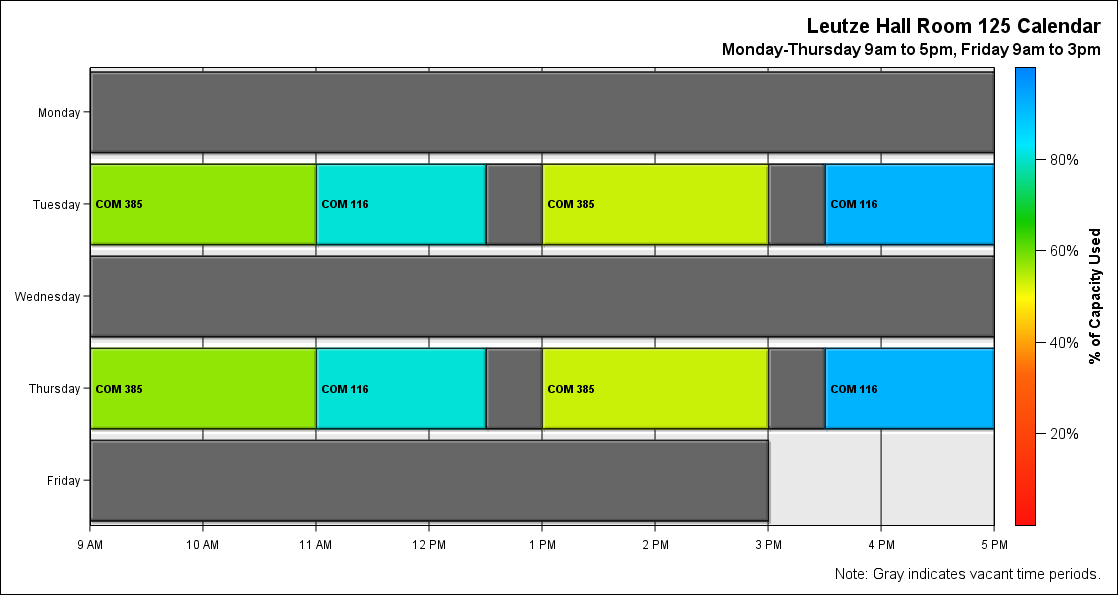 Leutze Hall Room 125 Calendar
Monday-Thursday 9am to 5pm, Friday 9am to 3pm
Monday
Tuesday
COM 385
COM 116
COM 385
COM 116
Wednesday
Thursday
COM 385
COM 116
COM 385
COM 116
Friday
9 AM
10 AM
11 AM
12 PM
1 PM
2 PM
3 PM
4 PM
5 PM
80%
60%
40%
20%
% of Capacity Used
Note: Gray indicates vacant time periods.